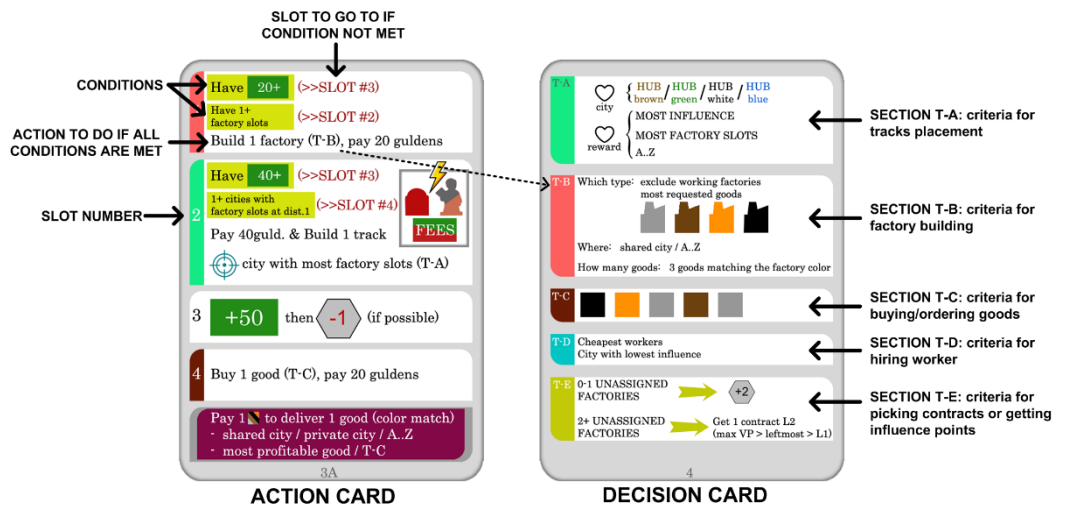 SLOT TO GO TO IF
CONDITION NOT MET
CONDITIONS
ACTION TO DO IF ALL
CONDITIONS ARE MET
SLOT NUMBER
Have 20+ (>>SLOT #3)
Have 1+
factory slots (>>SLOT #2)
Build 1 factory (T-B), pay 20 guldens
2
Have 40+ (>>SLOT #3)
1+ cities with
factory slots at dist.1 (>>SLOT #4)
FEES
Pay 40guld. & Build 1 track
city with most factory slots (T-A)
3
+50 then -1 (if possible)
4
Buy 1 good (T-C), pay 20 guldens
Pay 1 to deliver 1 good (color match)
- shared city / private city / A..Z
- most profitable good / T-C
3A
ACTION CARD
T-A
city
HUB brown / HUB green / HUB white / HUB blue
reward
MOST INFLUENCE
MOST FACTORY SLOTS
A..Z
T-B
Which type: exclude working factories
most requested goods
Where: shared city / A..Z
How many goods: 3 goods matching the factory color
T-C
T-D
Cheapest workers
City with lowest influence
T-E
0-1 UNASSIGNED
FACTORIES
+2
2+ UNASSIGNED
FACTORIES
Get 1 contract L2
(max VP > leftmost > L1)
4
DECISION CARD
SECTION T-A: criteria for
tracks placement
SECTION T-B: criteria for
factory building
SECTION T-C: criteria for
buying/ordering goods
SECTION T-D: criteria for
hiring worker
SECTION T-E: criteria for
picking contracts or getting
influence points